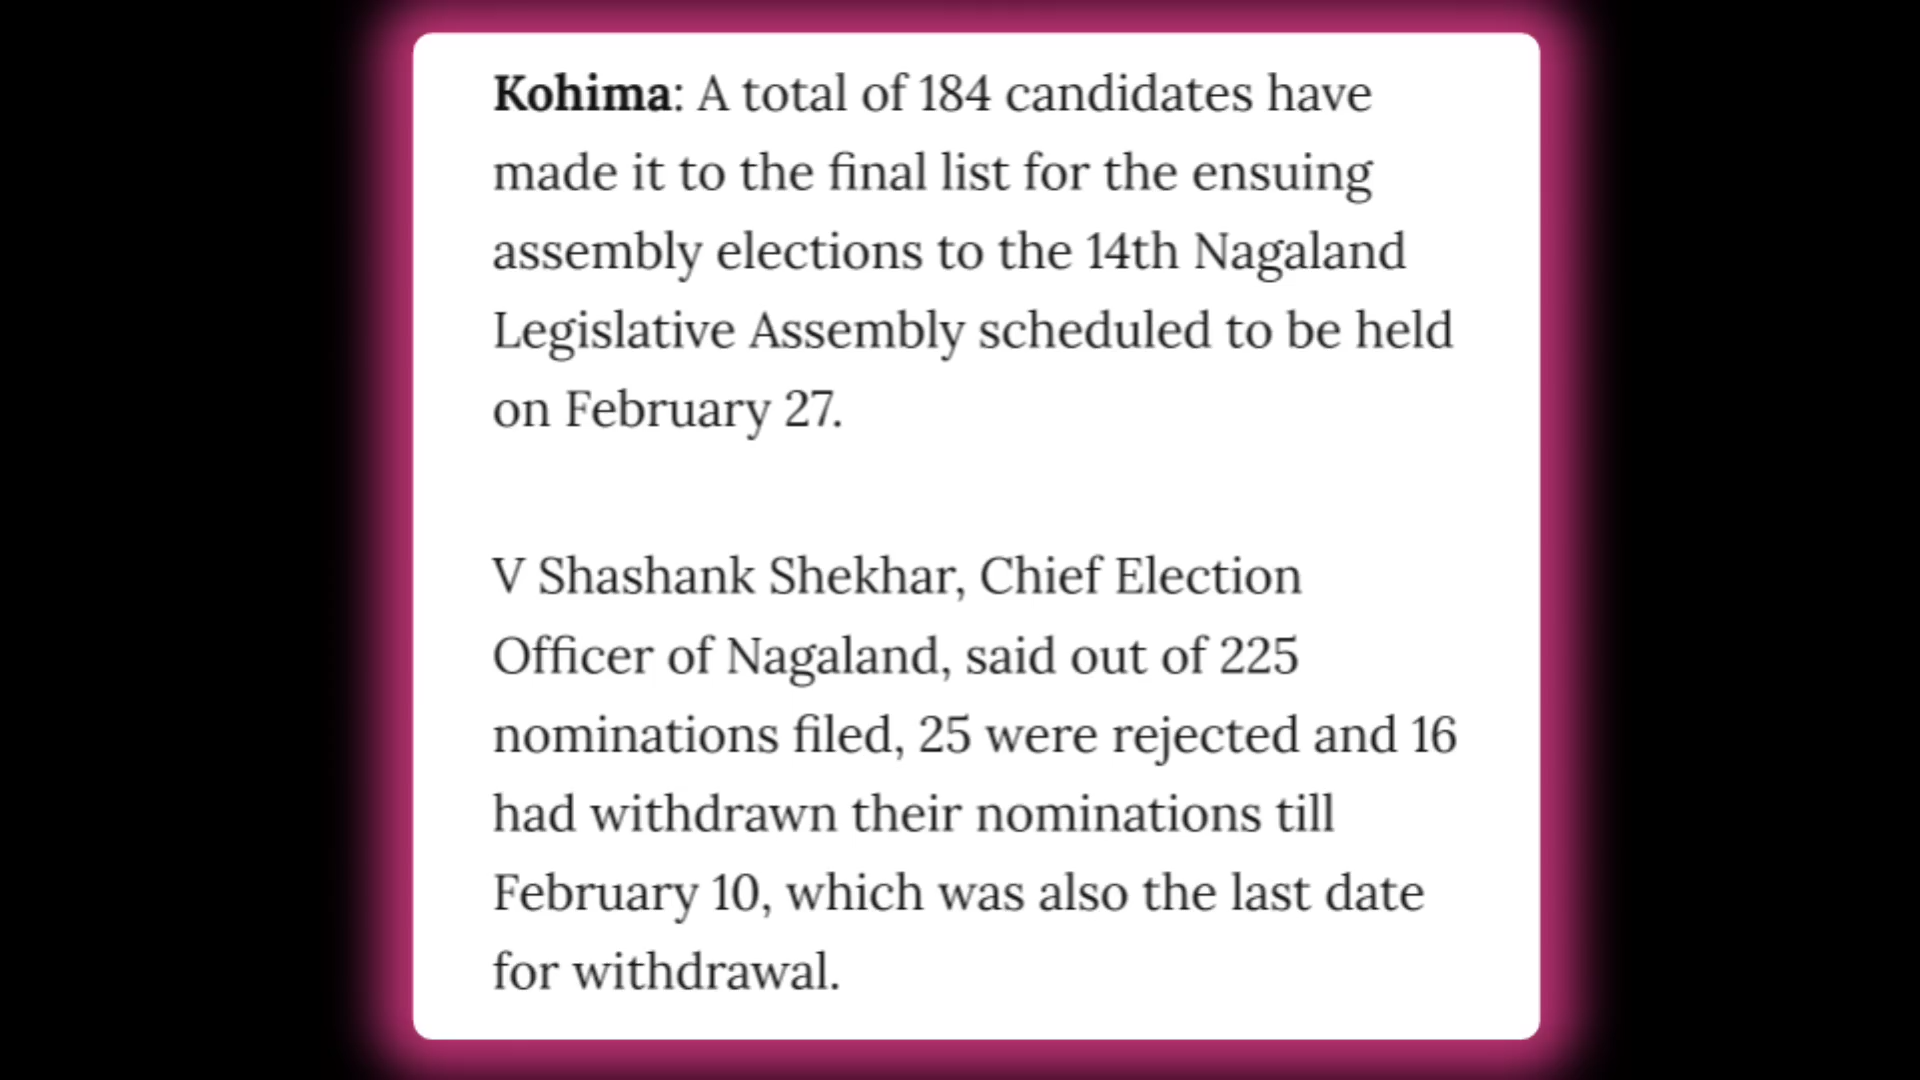 Kohima: A total of 184 candidates have
made it to the final list for the ensuing
assembly elections to the 14th Nagaland
Legislative Assembly scheduled to be held
on February 27.
V Shashank Shekhar, Chief Election
Officer of Nagaland, said out of 225
nominations filed, 25 were rejected and 16
had withdrawn their nominations till
February 10, which was also the last date
for withdrawal.